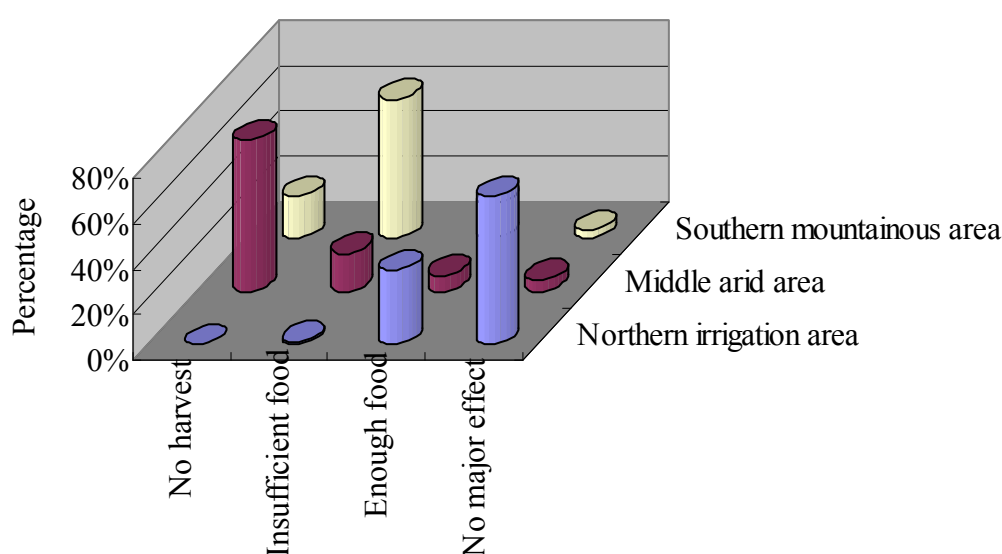 80%
60%
40%
20%
0%
Percentage
Southern mountainous area
Middle arid area
Northern irrigation area
No harvest
Insufficient food
Enough food
No major effect